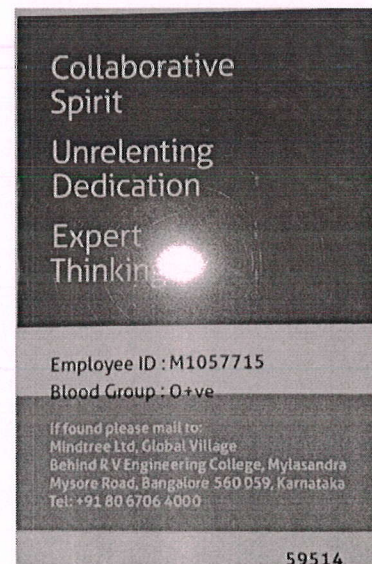 Collaborative
Spirit
Unrelenting
Dedication
Expert
Thinking
Employee ID : M1057715
Blood Group : O+ve
If found please mail to:
Mindtree Ltd, Global Village
Behind R V Engineering College, Mylasandra
Mysore Road, Bangalore 560 059, Karnataka
Tel: +91 80 6706 4000
59514